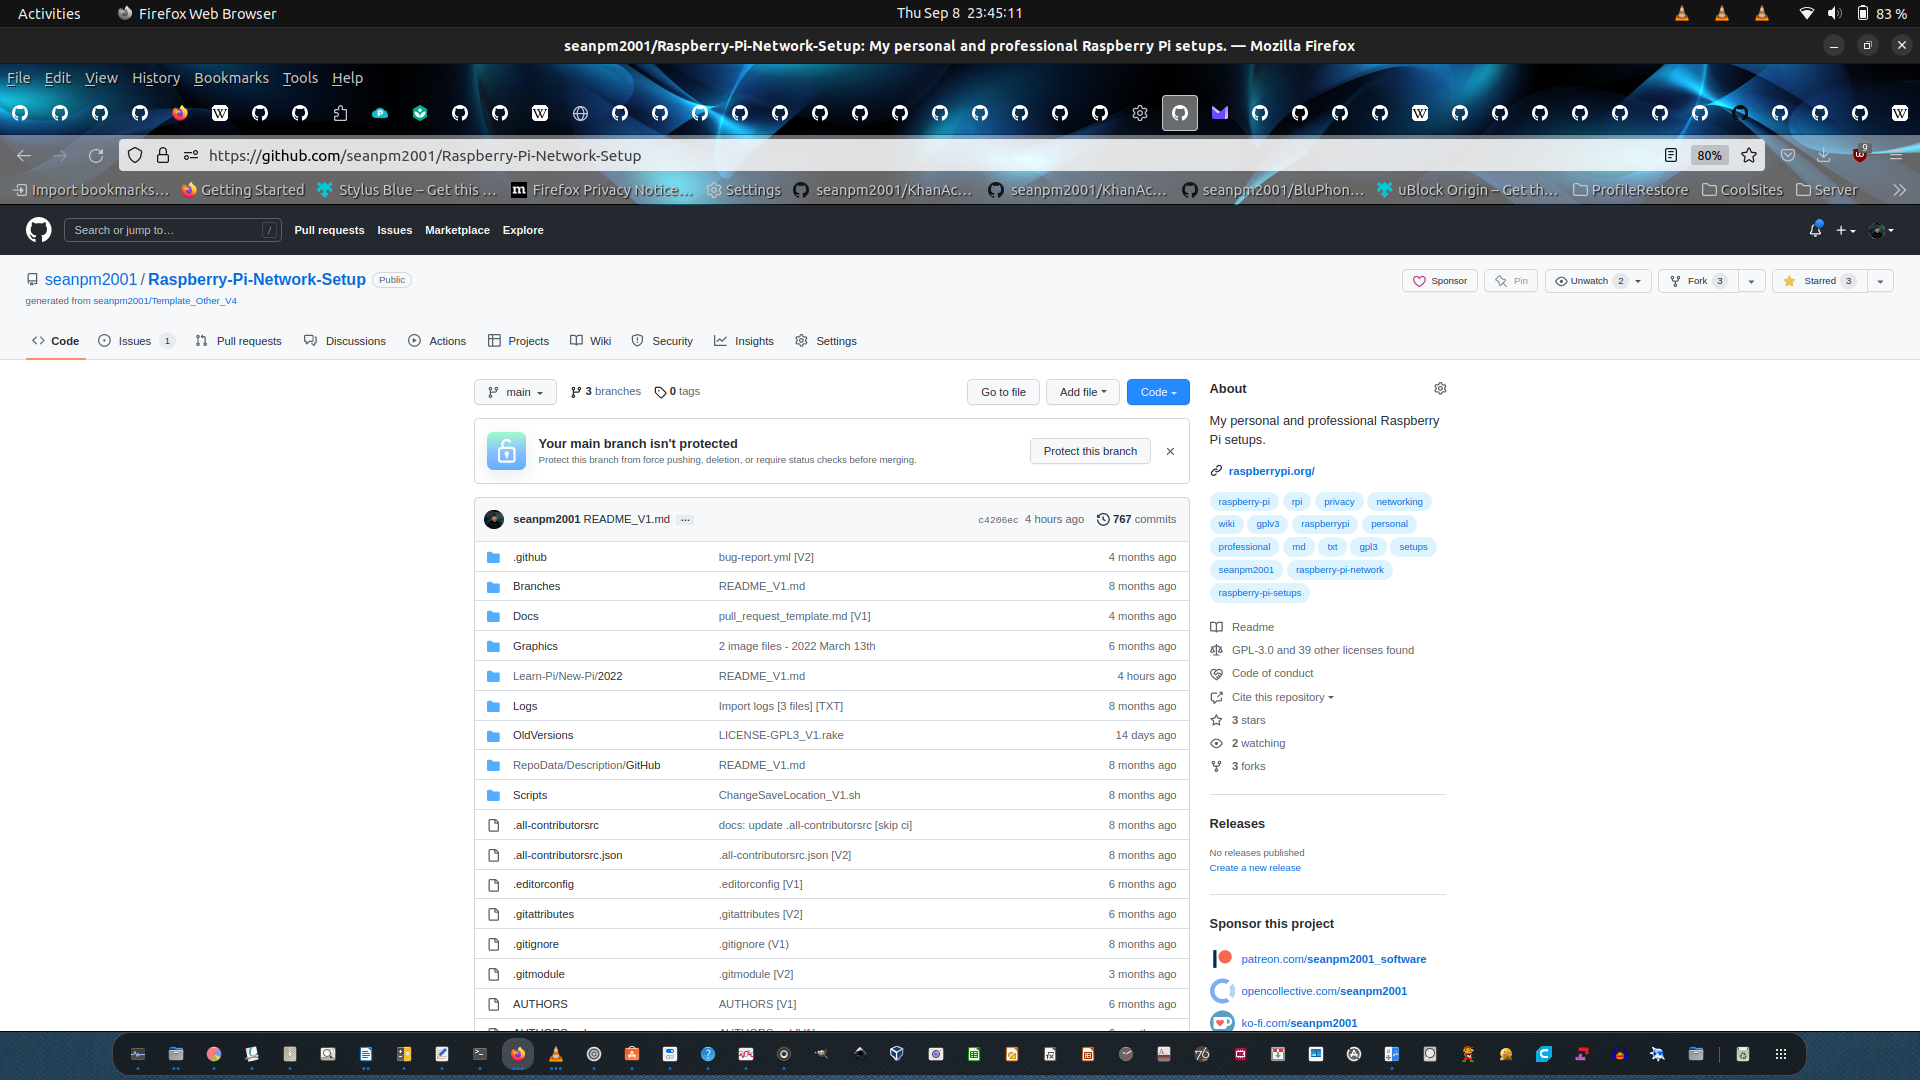 Activities Firefox Web Browser Thu Sep 8 23:45:11 83 %
seanpm2001/Raspberry-Pi-Network-Setup: My personal and professional Raspberry Pi setups. — Mozilla Firefox
File Edit View History Bookmarks Tools Help
https://github.com/seanpm2001/Raspberry-Pi-Network-Setup 80% 9
Import bookmarks… Getting Started Stylus Blue – Get this … Firefox Privacy Notice… Settings seanpm2001/KhanAc… seanpm2001/KhanAc… seanpm2001/BluPhon… uBlock Origin – Get th… ProfileRestore CoolSites Server
Search or jump to… / Pull requests Issues Marketplace Explore
seanpm2001 / Raspberry-Pi-Network-Setup Public
Sponsor Pin Unwatch 2 Fork 3 Starred 3
generated from seanpm2001/Template_Other_V4
Code Issues 1 Pull requests Discussions Actions Projects Wiki Security Insights Settings
main 3 branches 0 tags Go to file Add file Code
Your main branch isn't protected
Protect this branch from force pushing, deletion, or require status checks before merging.
Protect this branch
seanpm2001 README_V1.md … c4206ec 4 hours ago 767 commits
.github bug-report.yml [V2] 4 months ago
Branches README_V1.md 8 months ago
Docs pull_request_template.md [V1] 4 months ago
Graphics 2 image files - 2022 March 13th 6 months ago
Learn-Pi/New-Pi/2022 README_V1.md 4 hours ago
Logs Import logs [3 files] [TXT] 8 months ago
OldVersions LICENSE-GPL3_V1.rake 14 days ago
RepoData/Description/GitHub README_V1.md 8 months ago
Scripts ChangeSaveLocation_V1.sh 8 months ago
.all-contributorsrc docs: update .all-contributorsrc [skip ci] 8 months ago
.all-contributorsrc.json .all-contributorsrc.json [V2] 8 months ago
.editorconfig .editorconfig [V1] 6 months ago
.gitattributes ,gitattributes [V2] 6 months ago
.gitignore .gitignore (V1) 8 months ago
.gitmodule .gitmodule [V2] 3 months ago
AUTHORS AUTHORS [V1] 6 months ago
About
My personal and professional Raspberry
Pi setups.
raspberrypi.org/
raspberry-pi rpi privacy networking
wiki gplv3 raspberrypi personal
professional md txt gpl3 setups
seanpm2001 raspberry-pi-network
raspberry-pi-setups
Readme
GPL-3.0 and 39 other licenses found
Code of conduct
Cite this repository
3 stars
2 watching
3 forks
Releases
No releases published
Create a new release
Sponsor this project
patreon.com/seanpm2001_software
opencollective.com/seanpm2001
ko-fi.com/seanpm2001